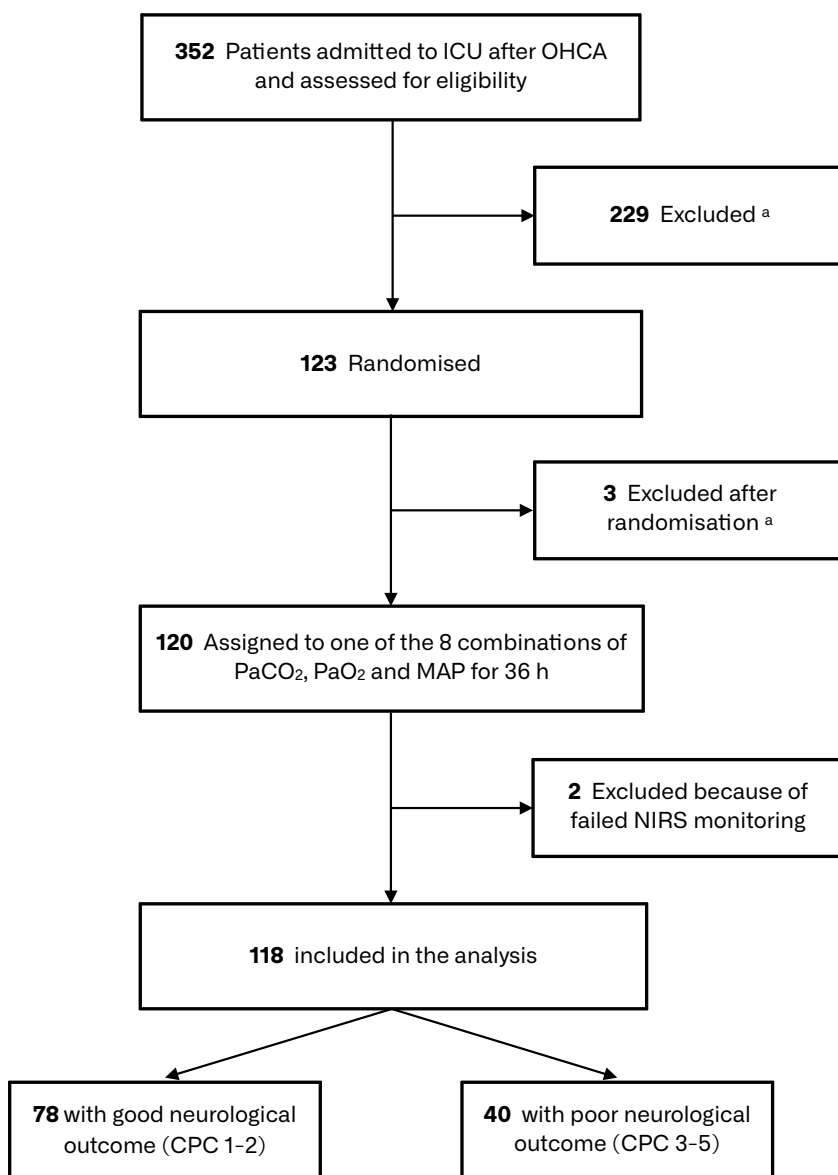 352 Patients admitted to ICU after OHCA
and assessed for eligibility
229 Excluded ᵃ
123 Randomised
3 Excluded after
randomisation ᵃ
120 Assigned to one of the 8 combinations of
PaCO₂, PaO₂ and MAP for 36 h
2 Excluded because of
failed NIRS monitoring
118 included in the analysis
78 with good neurological
outcome (CPC 1-2)
40 with poor neurological
outcome (CPC 3-5)